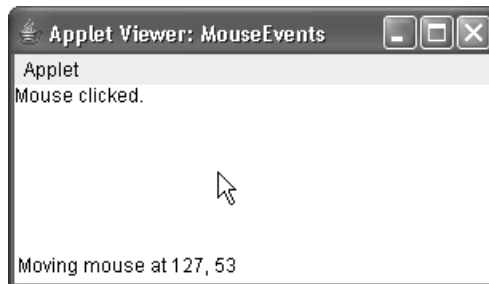 Applet Viewer: MouseEvents
Applet
Mouse clicked.
Moving mouse at 127, 53